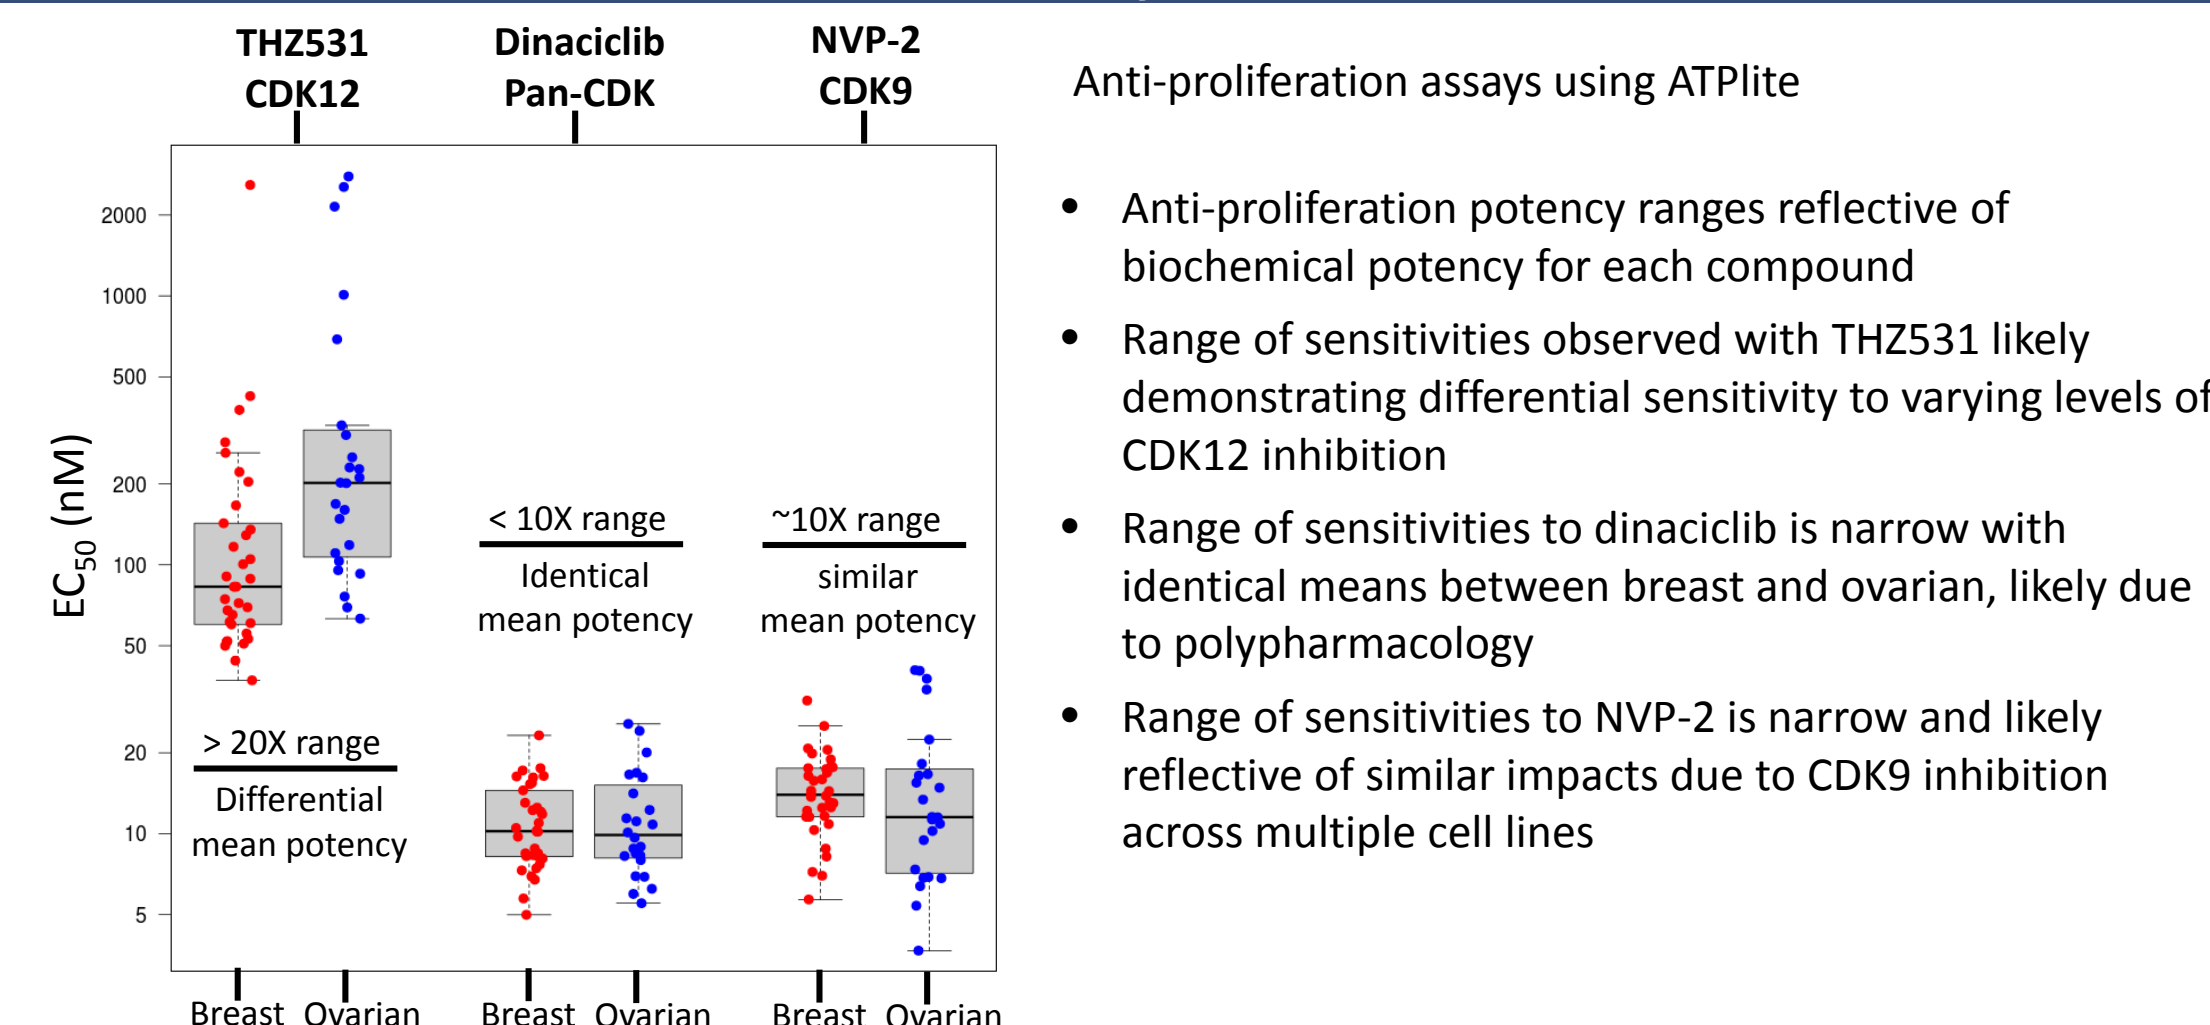 THZ531
CDK12
Dinaciclib
Pan-CDK
NVP-2
CDK9
EC50 (nM)
2000
1000
500
200
100
50
20
10
5
> 20X range
Differential
mean potency
< 10X range
Identical
mean potency
~10X range
similar
mean potency
Breast Ovarian
Breast Ovarian
Breast Ovarian
Anti-proliferation assays using ATPlite
• Anti-proliferation potency ranges reflective of
biochemical potency for each compound
• Range of sensitivities observed with THZ531 likely
demonstrating differential sensitivity to varying levels of
CDK12 inhibition
• Range of sensitivities to dinaciclib is narrow with
identical means between breast and ovarian, likely due
to polypharmacology
• Range of sensitivities to NVP-2 is narrow and likely
reflective of similar impacts due to CDK9 inhibition
across multiple cell lines